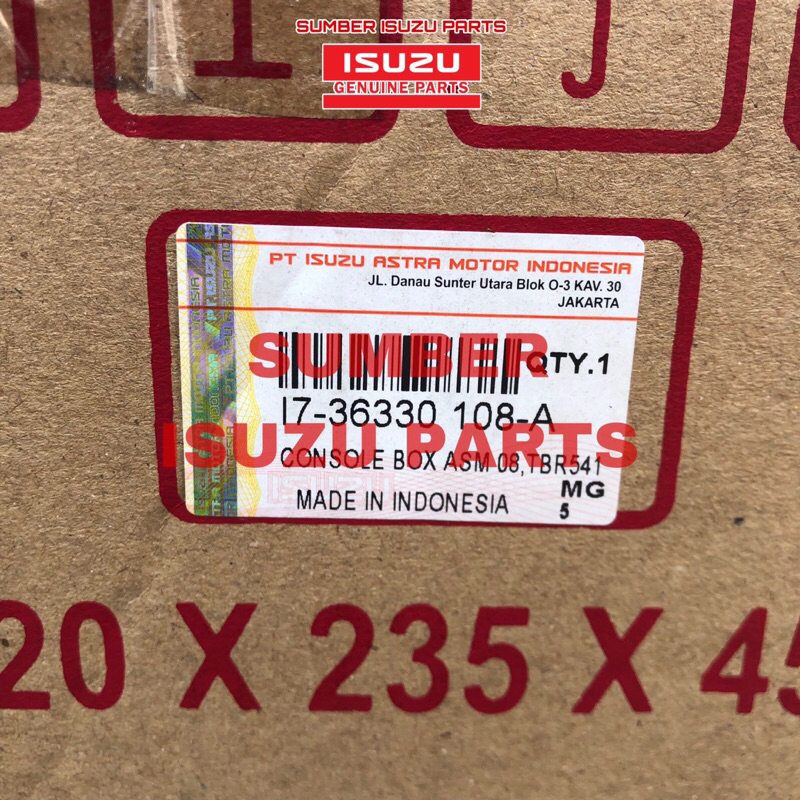 SUMBER ISUZU PARTS
ISUZU
GENUINE PARTS
PT ISUZU ASTRA MOTOR INDONESIA
JL. Danau Sunter Utara Blok O-3 KAV. 30
JAKARTA
SUMBER
QTY.1
I7-36330 108-A
ISUZU PARTS
CONSOLE BOX ASM 08,TBR541
MG
MADE IN INDONESIA
5
20 X 235 X 45